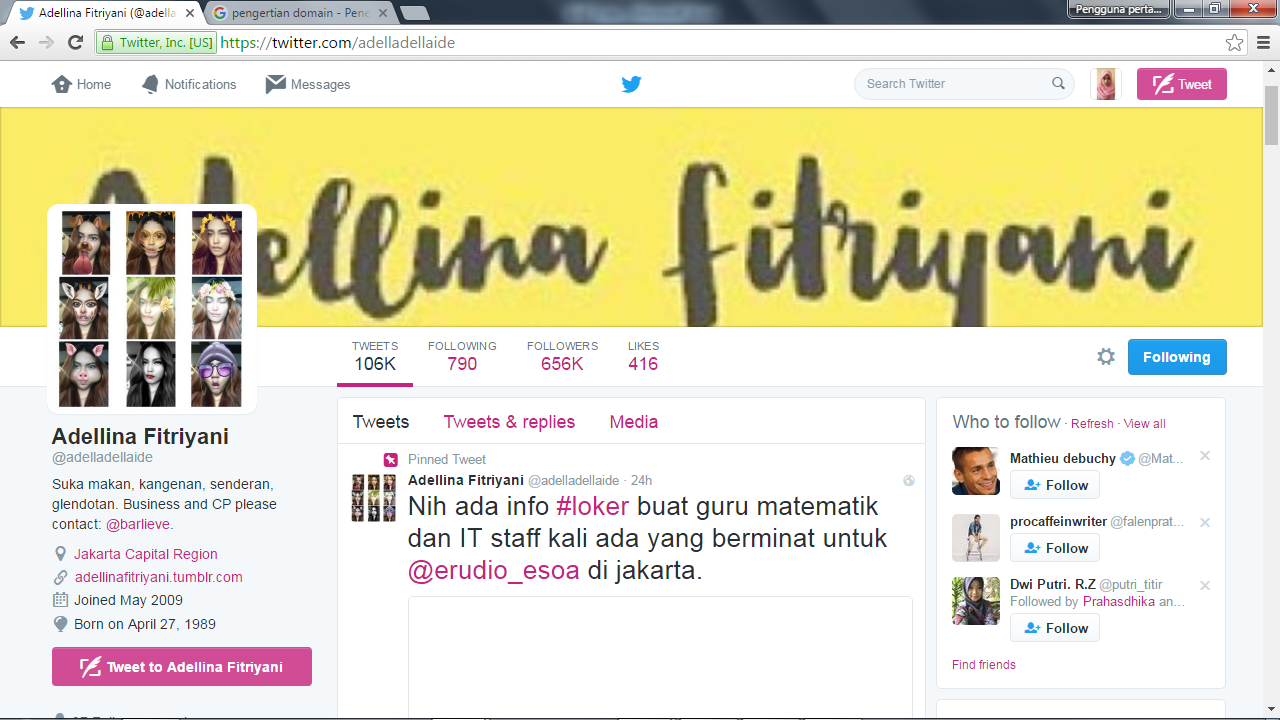 Adellina Fitriyani (@adella
pengertian domain - Pene
Pengguna perta...
Twitter, Inc. [US] https://twitter.com/adelladellaide
Home Notifications Messages Search Twitter Tweet
Adellina Fitriyani
TWEETS FOLLOWING FOLLOWERS LIKES
106K 790 656K 416
Following
Adellina Fitriyani
@adelladellaide
Suka makan, kangenan, senderan,
glendotan. Business and CP please
contact: @barlieve.
Jakarta Capital Region
adellinafitriyani.tumblr.com
Joined May 2009
Born on April 27, 1989
Tweet to Adellina Fitriyani
Tweets Tweets & replies Media
Pinned Tweet
Adellina Fitriyani @adelladellaide · 24h
Nih ada info #loker buat guru matematik
dan IT staff kali ada yang berminat untuk
@erudio_esoa di jakarta.
Who to follow · Refresh · View all
Mathieu debuchy @Mat...
Follow
procaffeinwriter @falenprat...
Follow
Dwi Putri. R.Z @putri_titir
Followed by Prahasdhika an...
Follow
Find friends